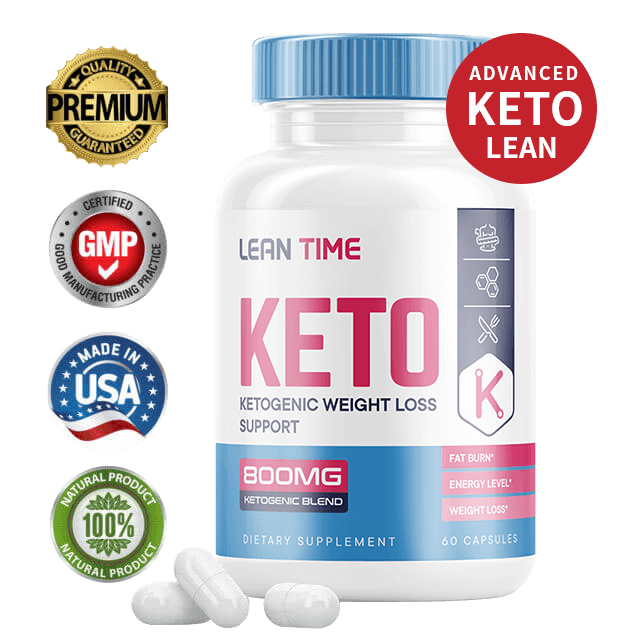 QUALITY
PREMIUM
GUARANTEED
CERTIFIED
GMP
GOOD MANUFACTURING PRACTICE
MADE IN
USA
NATURAL PRODUCT
100%
NATURAL PRODUCT
ADVANCED
KETO
LEAN
LEAN TIME
KETO
KETOGENIC WEIGHT LOSS
SUPPORT
K
800MG
KETOGENIC BLEND
FAT BURN*
ENERGY LEVEL*
WEIGHT LOSS*
DIETARY SUPPLEMENT
60 CAPSULES